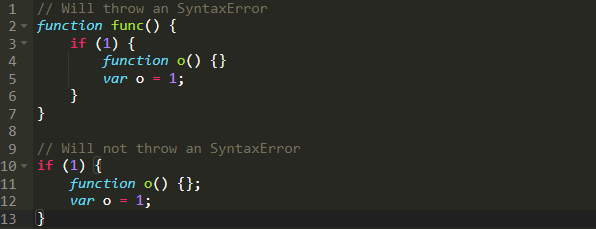 1 // Will throw an SyntaxError
2 function func() {
3     if (1) {
4         function o() {}
5         var o = 1;
6     }
7 }
8
9 // Will not throw an SyntaxError
10 if (1) {
11     function o() {};
12     var o = 1;
13 }